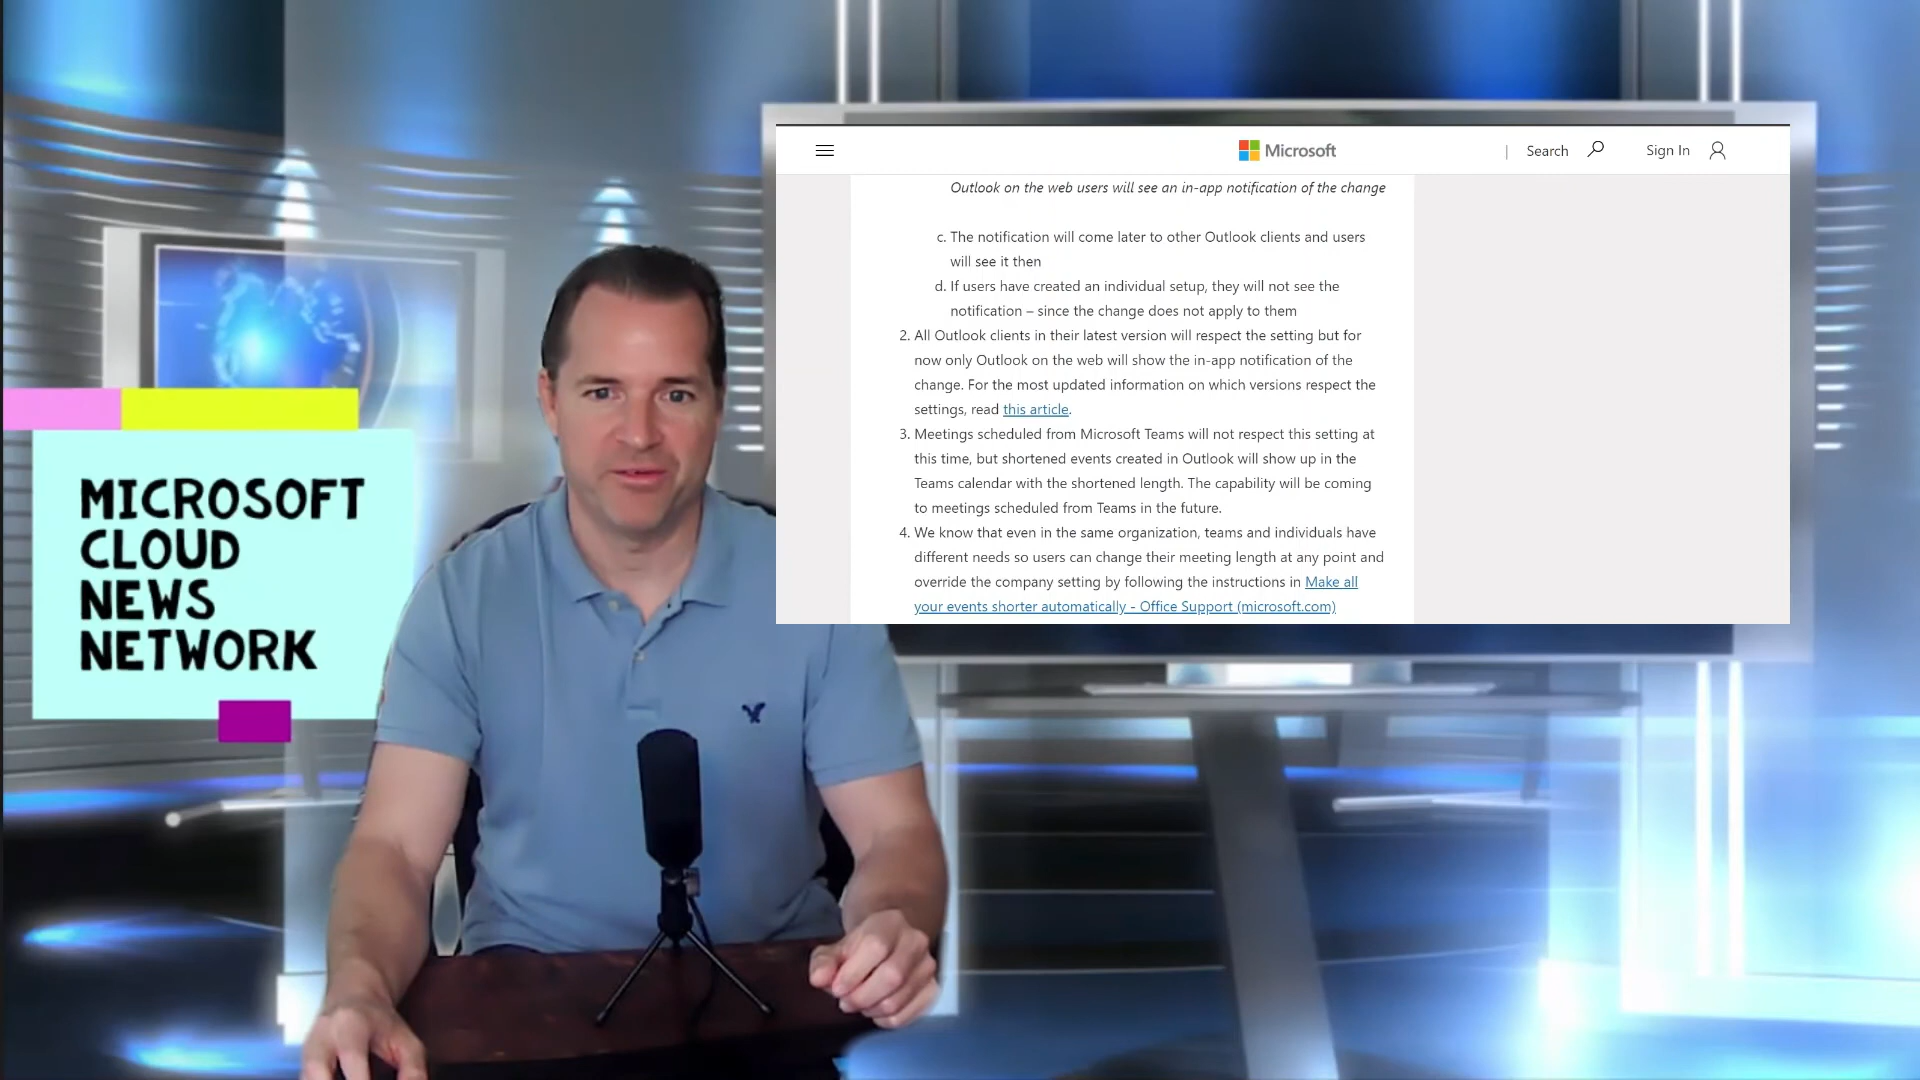 MICROSOFT
CLOUD
NEWS
NETWORK
Microsoft
| Search
Sign In
Outlook on the web users will see an in-app notification of the change
c. The notification will come later to other Outlook clients and users
will see it then
d. If users have created an individual setup, they will not see the
notification – since the change does not apply to them
2. All Outlook clients in their latest version will respect the setting but for
now only Outlook on the web will show the in-app notification of the
change. For the most updated information on which versions respect the
settings, read this article.
3. Meetings scheduled from Microsoft Teams will not respect this setting at
this time, but shortened events created in Outlook will show up in the
Teams calendar with the shortened length. The capability will be coming
to meetings scheduled from Teams in the future.
4. We know that even in the same organization, teams and individuals have
different needs so users can change their meeting length at any point and
override the company setting by following the instructions in Make all
your events shorter automatically - Office Support (microsoft.com)